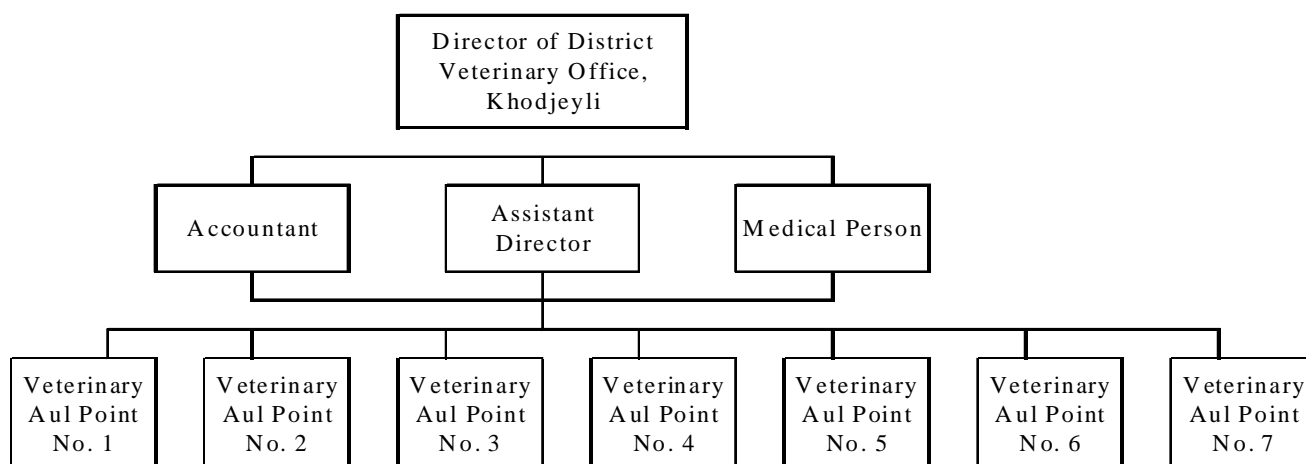 Director of District
Veterinary Office,
Khodjeyli
Accountant
Assistant
Director
Medical Person
Veterinary
Aul Point
No. 1
Veterinary
Aul Point
No. 2
Veterinary
Aul Point
No. 3
Veterinary
Aul Point
No. 4
Veterinary
Aul Point
No. 5
Veterinary
Aul Point
No. 6
Veterinary
Aul Point
No. 7